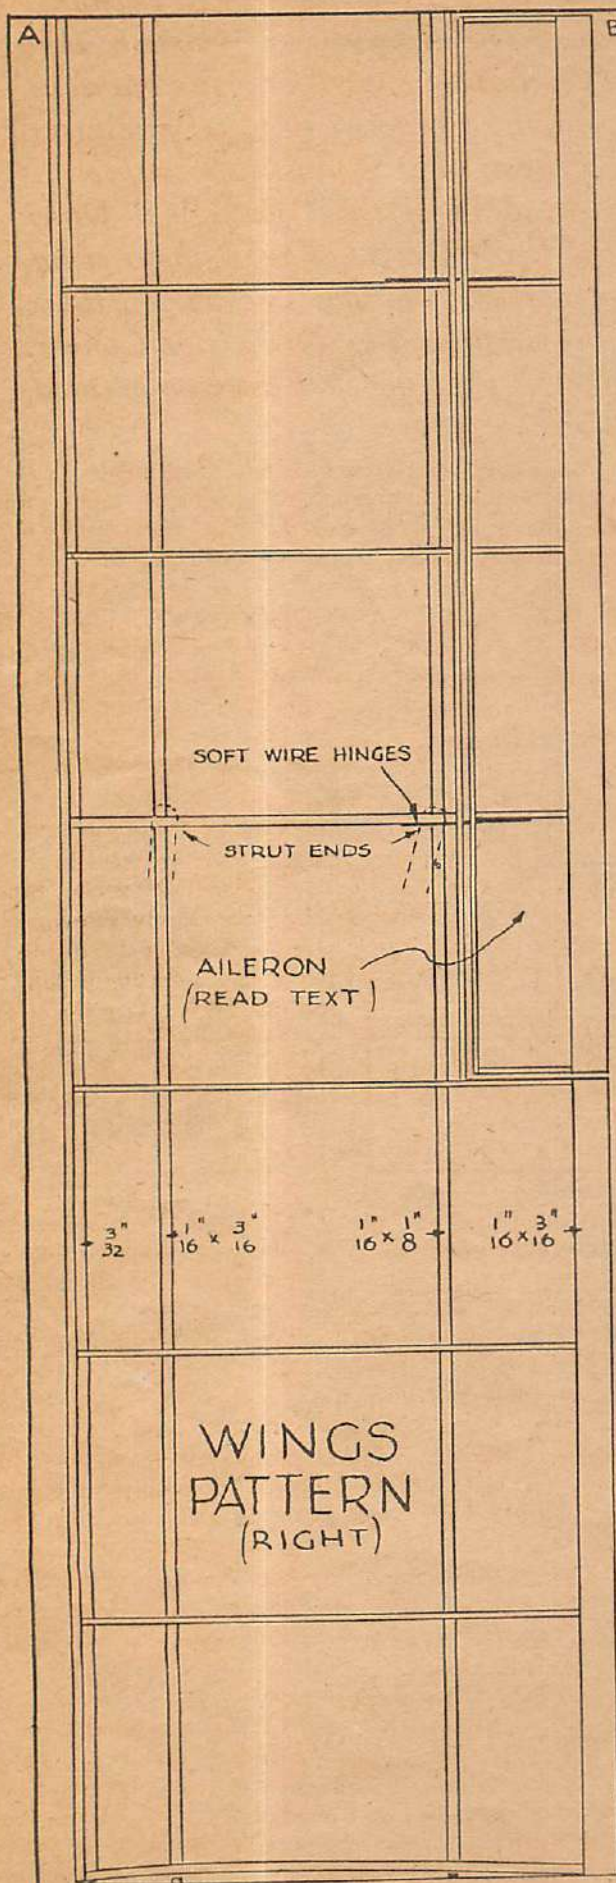 A
B
SOFT WIRE HINGES
STRUT ENDS
AILERON
(READ TEXT)
3/32"
1/16" x 3/16"
1/16" x 1/8"
1/16" x 3/16"
WINGS
PATTERN
(RIGHT)